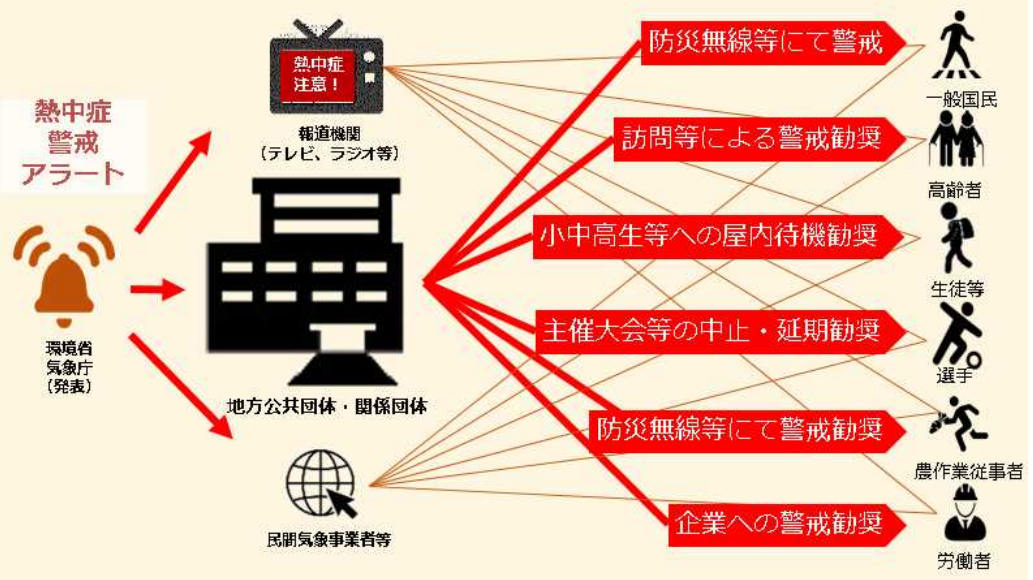 熱中症
警戒
アラート
環境省
気象庁
（発表）
熱中症
注意！
報道機関
（テレビ、ラジオ等）
地方公共団体・関係団体
民間気象事業者等
防災無線等にて警戒
訪問等による警戒勧奨
小中高生等への屋内待機勧奨
主催大会等の中止・延期勧奨
防災無線等にて警戒勧奨
企業への警戒勧奨
一般国民
高齢者
生徒等
選手
農作業従事者
労働者